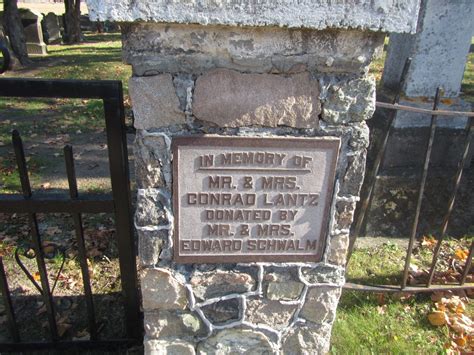 IN MEMORY OF
MR. & MRS.
CONRAD LANTZ
DONATED BY
MR. & MRS.
EDWARD SCHWALM